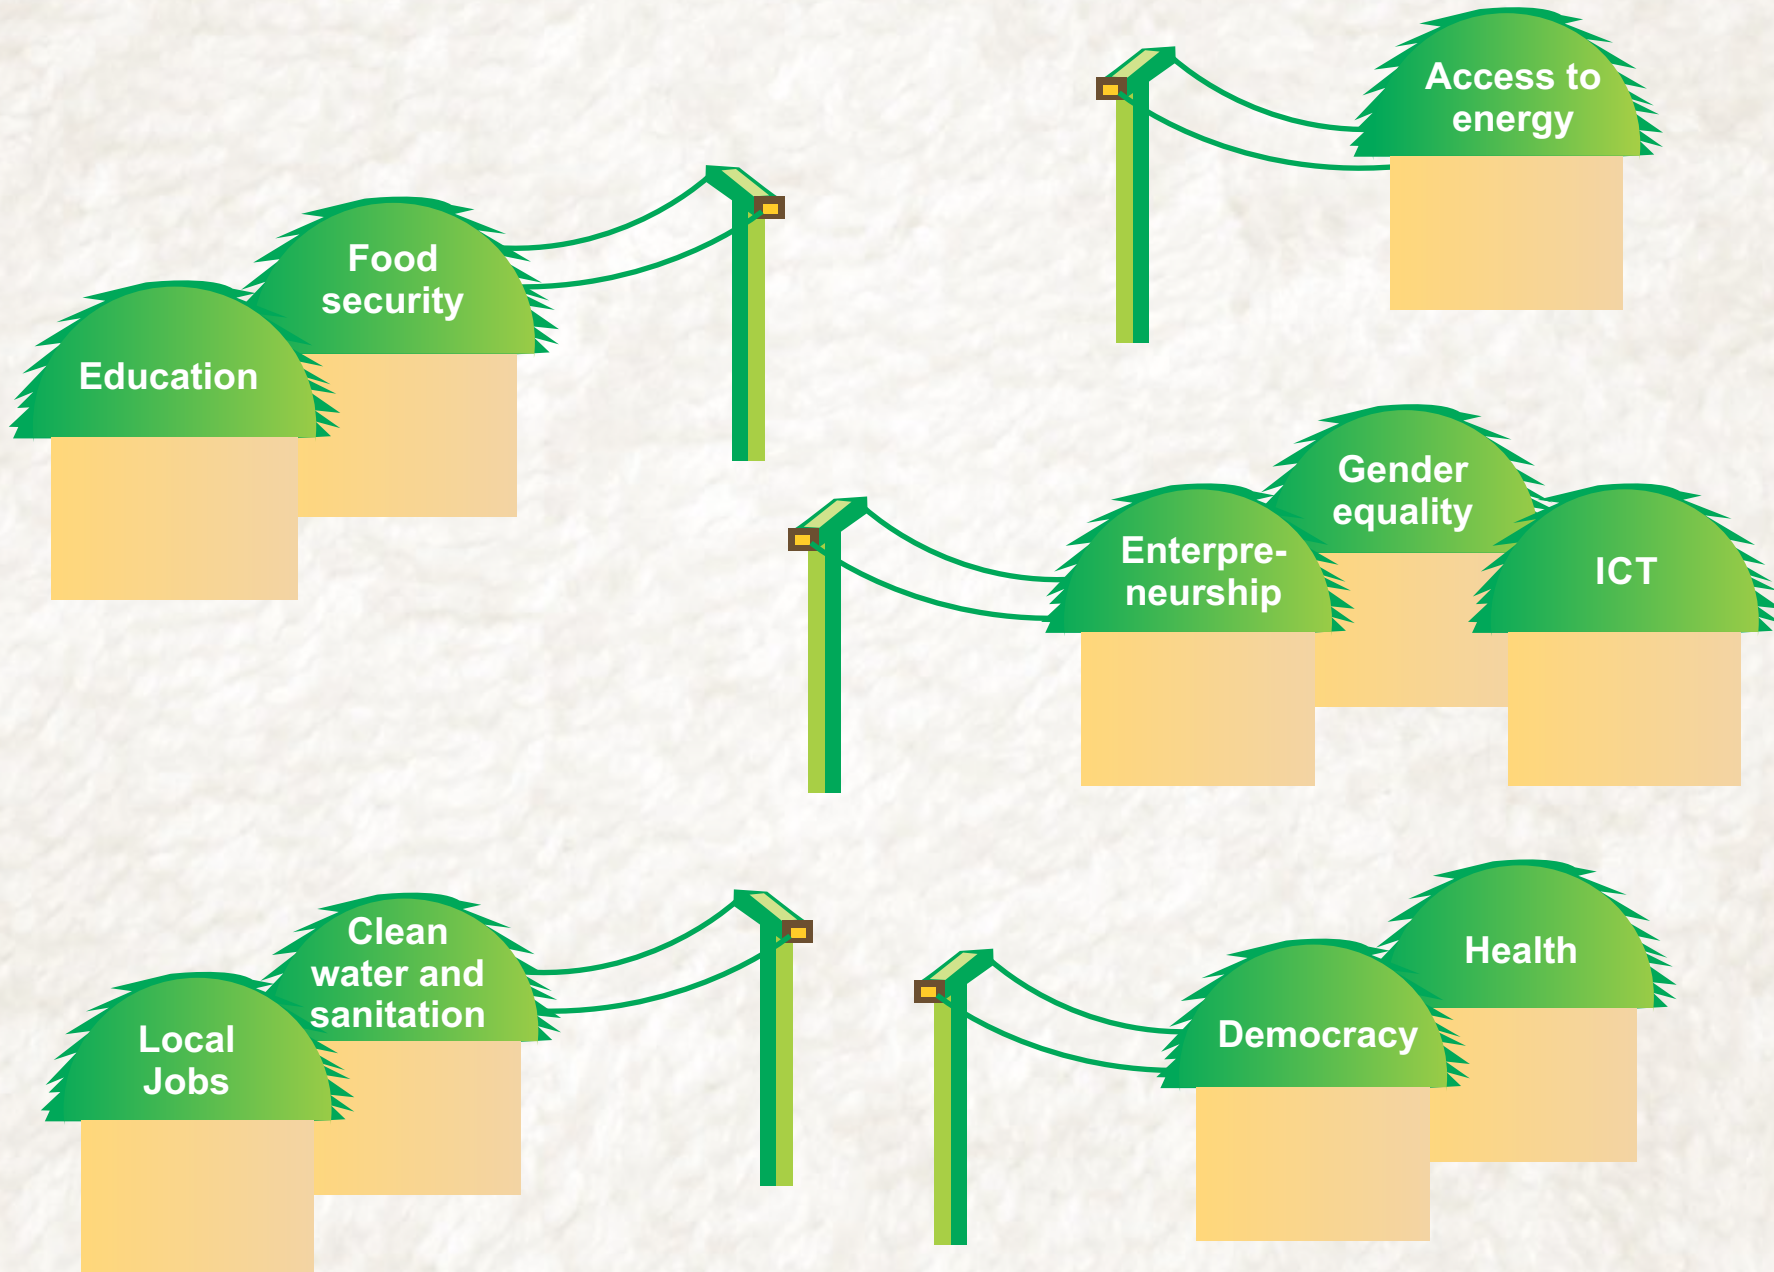 Access to
energy
Food
security
Education
Gender
equality
Enterpre-
neurship
ICT
Clean
water and
sanitation
Local
Jobs
Health
Democracy